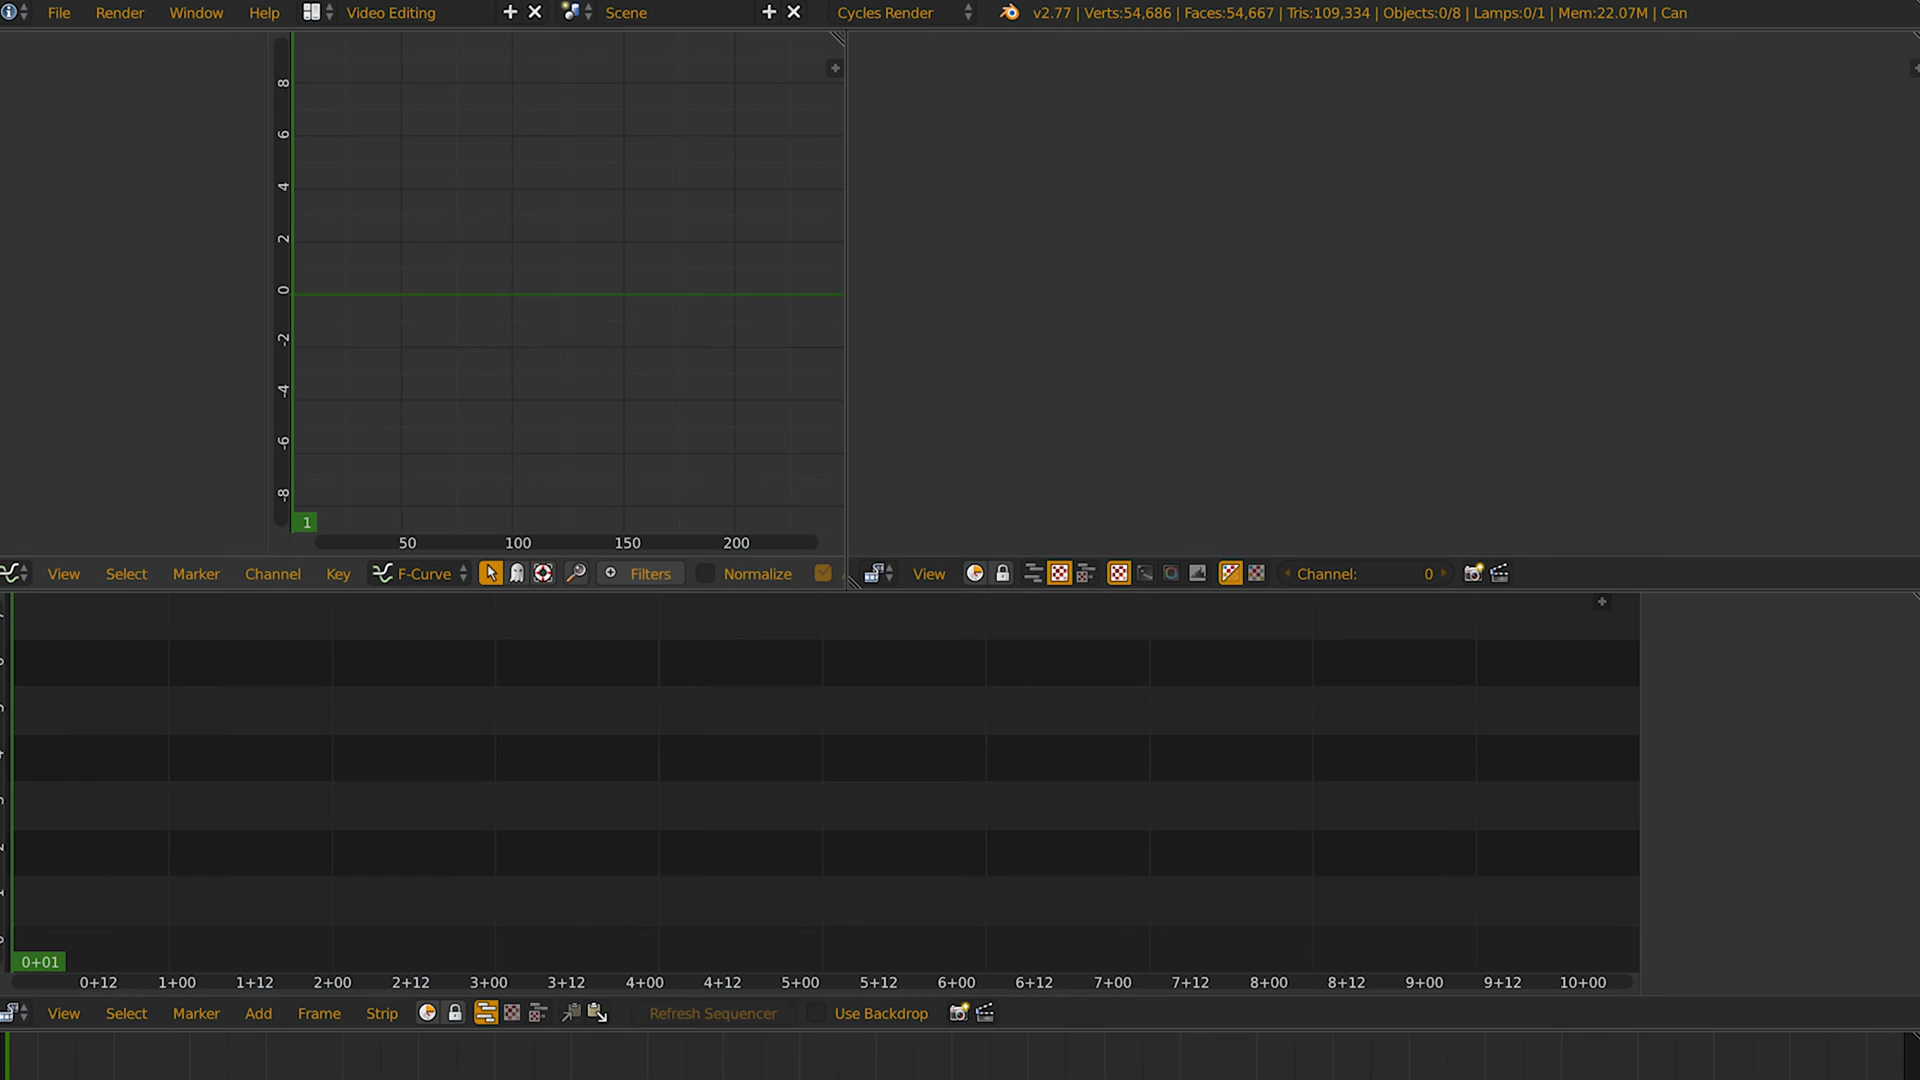 File Render Window Help Video Editing Scene Cycles Render v2.77 | Verts:54,686 | Faces:54,667 | Tris:109,334 | Objects:0/8 | Lamps:0/1 | Mem:22.07M | Can
8
6
4
2
0
-2
-4
-6
-8
1
50 100 150 200
View Select Marker Channel Key F-Curve Filters Normalize
View Channel: 0
0+01
0+12 1+00 1+12 2+00 2+12 3+00 3+12 4+00 4+12 5+00 5+12 6+00 6+12 7+00 7+12 8+00 8+12 9+00 9+12 10+00
View Select Marker Add Frame Strip Refresh Sequencer Use Backdrop